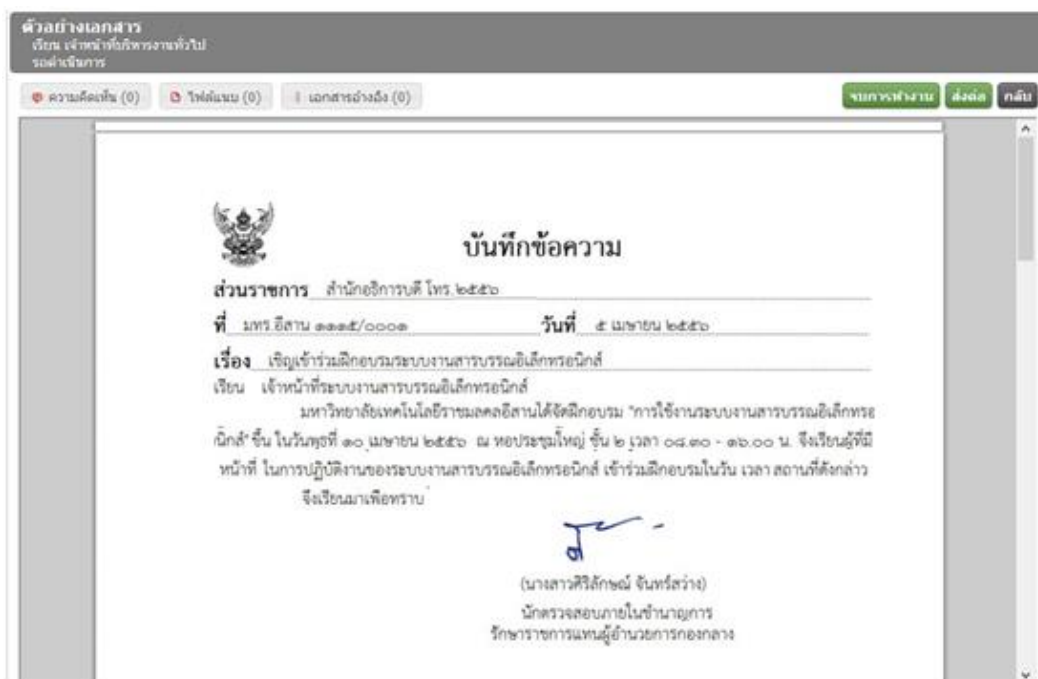 ตัวอย่างเอกสาร
เรียน เจ้าหน้าที่บริหารงานทั่วไป
รอดำเนินการ
ความคิดเห็น (0) ไฟล์แนบ (0) เอกสารอ้างอิง (0) จบการทำงาน ส่งต่อ กลับ
บันทึกข้อความ
ส่วนราชการ สำนักอธิการบดี โทร.๒๕๕๖
ที่ มทร.อีสาน ๑๑๑๕/๐๐๐๑ วันที่ ๕ เมษายน ๒๕๕๖
เรื่อง เชิญเข้าร่วมฝึกอบรมระบบงานสารบรรณอิเล็กทรอนิกส์
เรียน เจ้าหน้าที่ระบบงานสารบรรณอิเล็กทรอนิกส์
มหาวิทยาลัยเทคโนโลยีราชมงคลอีสานได้จัดฝึกอบรม "การใช้งานระบบงานสารบรรณอิเล็กทรอ
นิกส์" ขึ้น ในวันพุธที่ ๑๐ เมษายน ๒๕๕๖ ณ หอประชุมใหญ่ ชั้น ๒ เวลา ๐๘.๓๐ - ๑๖.๐๐ น. จึงเรียนผู้ที่มี
หน้าที่ ในการปฏิบัติงานของระบบงานสารบรรณอิเล็กทรอนิกส์ เข้าร่วมฝึกอบรมในวัน เวลา สถานที่ดังกล่าว
จึงเรียนมาเพื่อทราบ
(นางสาวศิริลักษณ์ จันทร์สว่าง)
นักตรวจสอบภายในชำนาญการ
รักษาราชการแทนผู้อำนวยการกองกลาง